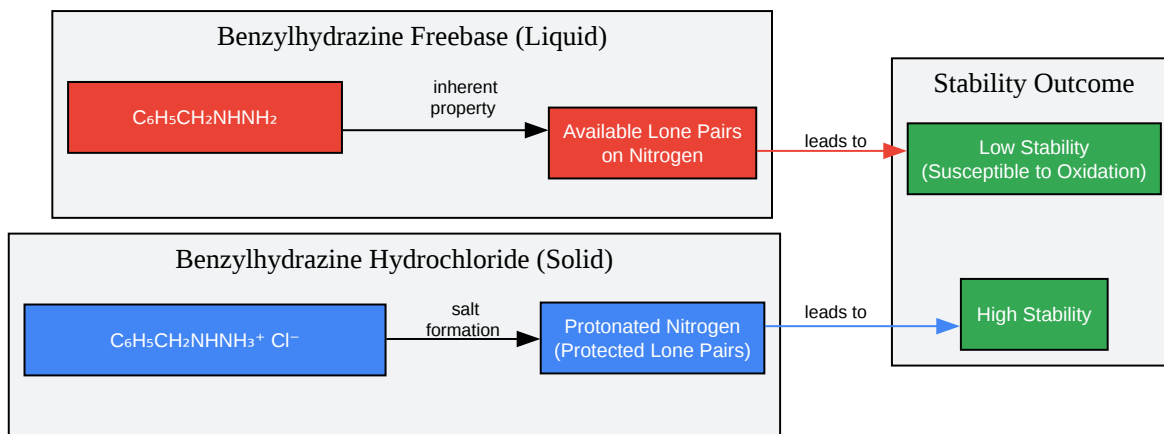 Benzylhydrazine Freebase (Liquid)
C₆H₅CH₂NHNH₂
inherent
property
Available Lone Pairs
on Nitrogen
leads to
Stability Outcome
Low Stability
(Susceptible to Oxidation)
Benzylhydrazine Hydrochloride (Solid)
C₆H₅CH₂NHNH₃⁺ Cl⁻
salt
formation
Protonated Nitrogen
(Protected Lone Pairs)
leads to
High Stability